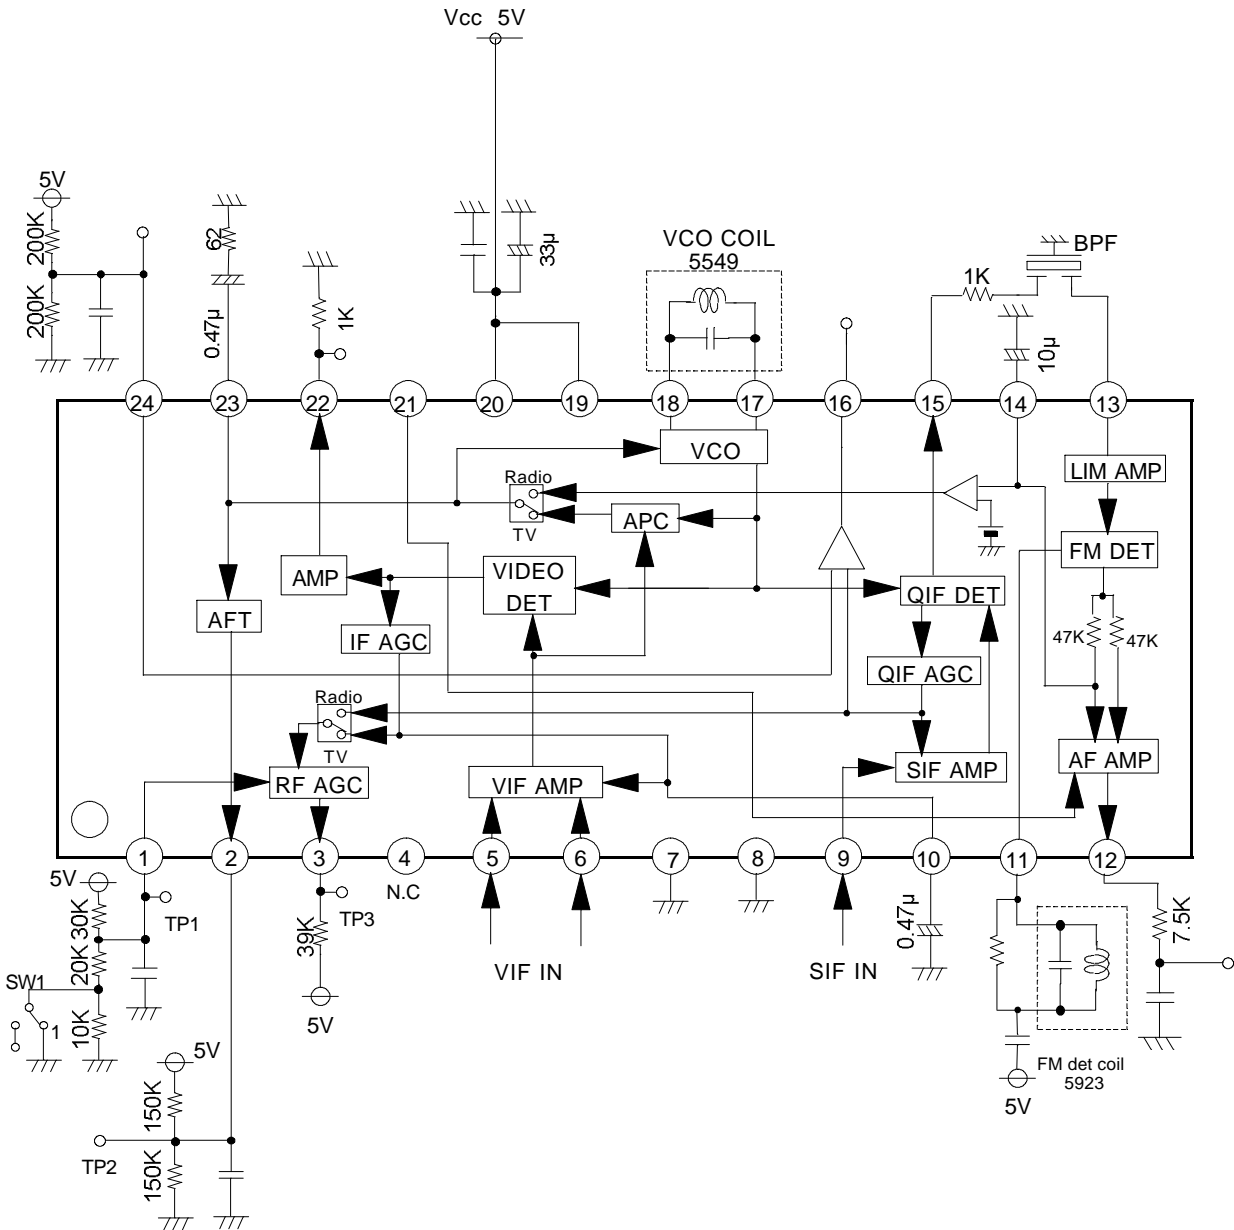 Vcc 5V
5V
200K
200K
62
0.47µ
1K
33µ
VCO COIL
5549
1K
BPF
10µ
24
23
22
21
20
19
18
17
16
15
14
13
VCO
LIM AMP
Radio
TV
APC
FM DET
AMP
VIDEO
DET
QIF DET
AFT
IF AGC
47K
47K
QIF AGC
Radio
TV
RF AGC
VIF AMP
SIF AMP
AF AMP
1
2
3
4
5
6
7
8
9
10
11
12
N.C
5V
30K
TP1
20K
SW1
1
10K
39K
TP3
5V
VIF IN
SIF IN
0.47µ
7.5K
5V
FM det coil
5923
5V
150K
TP2
150K